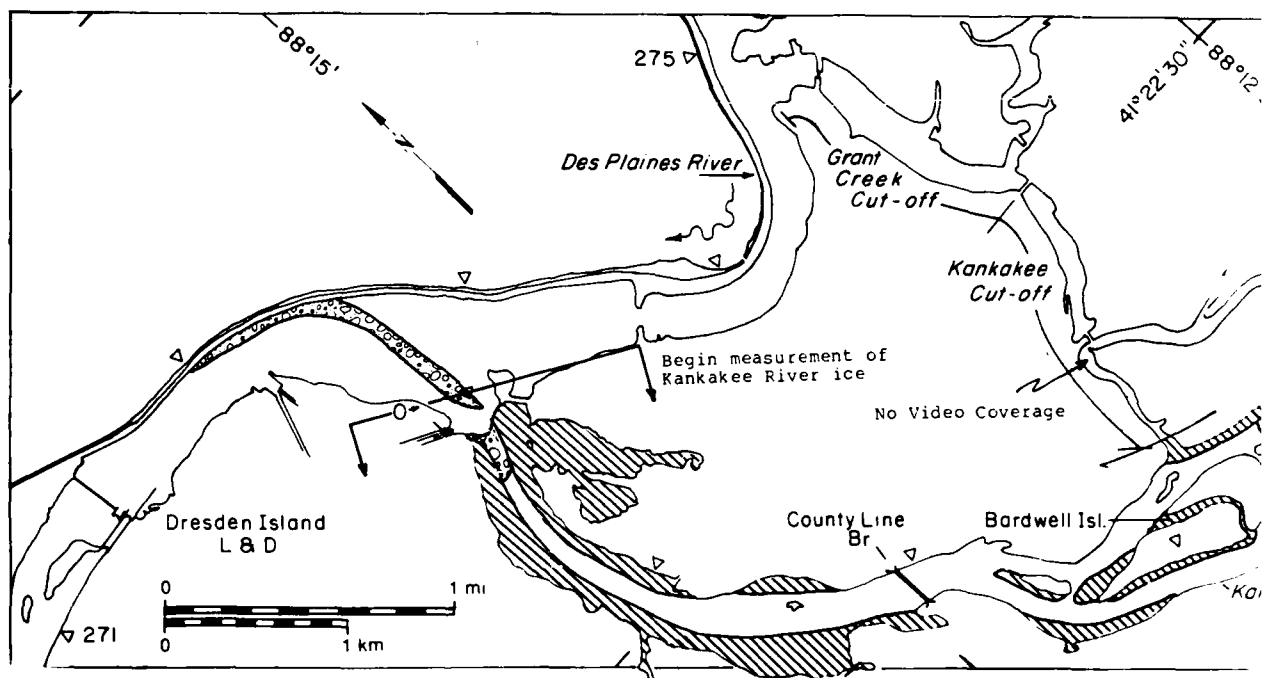 88°15'
275
41°22'30"
88°12
Des Plaines River
Grant
Creek
Cut-off
N
Kankakee
Cut-off
Begin measurement of
Kankakee River ice
No Video Coverage
0
Dresden Island
L & D
County Line
Br
Bardwell Isl.
Kan
0
1 mi
0
1 km
271